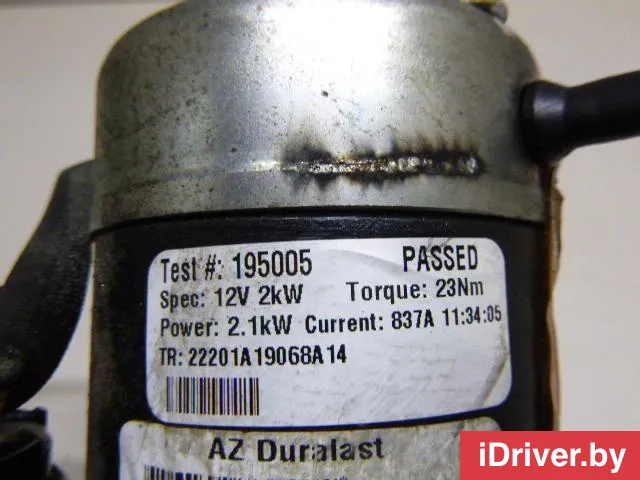 Test #: 195005 PASSED
Spec: 12V 2kW Torque: 23Nm
Power: 2.1kW Current: 837A 11:34:05
TR: 22201A19068A14
AZ Duralast
iDriver.by